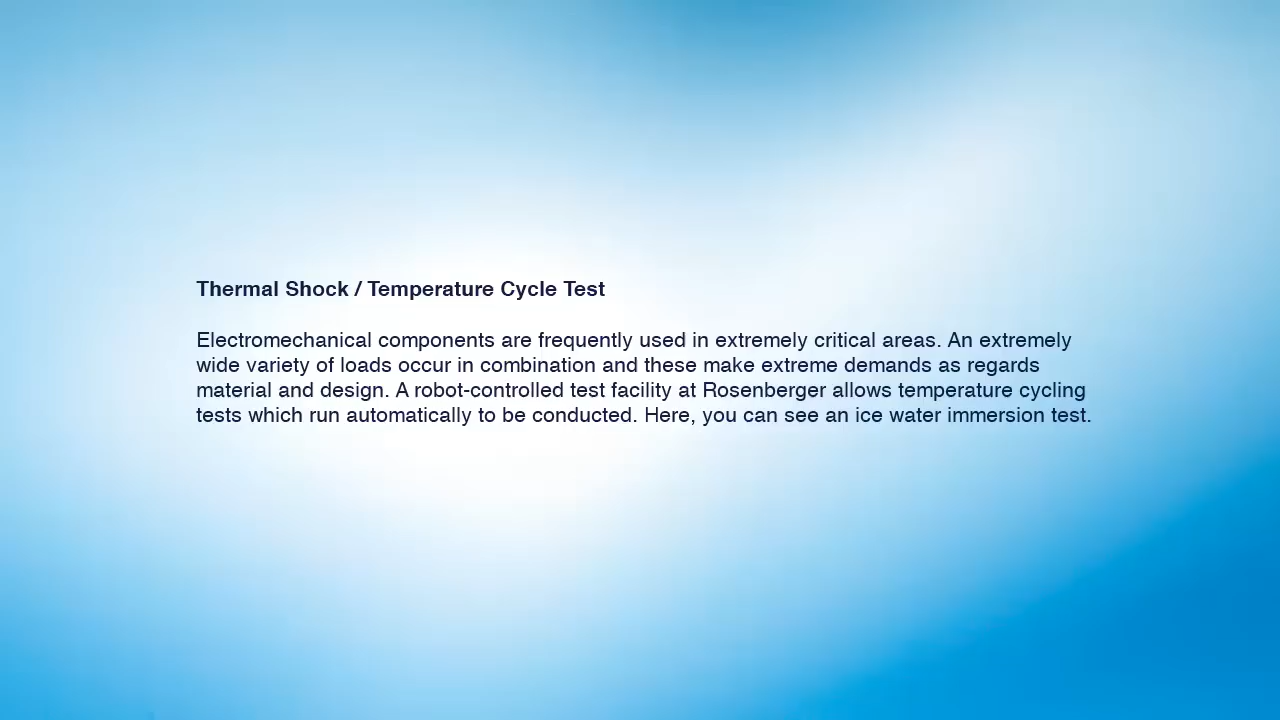 Thermal Shock / Temperature Cycle Test
Electromechanical components are frequently used in extremely critical areas. An extremely
wide variety of loads occur in combination and these make extreme demands as regards
material and design. A robot-controlled test facility at Rosenberger allows temperature cycling
tests which run automatically to be conducted. Here, you can see an ice water immersion test.